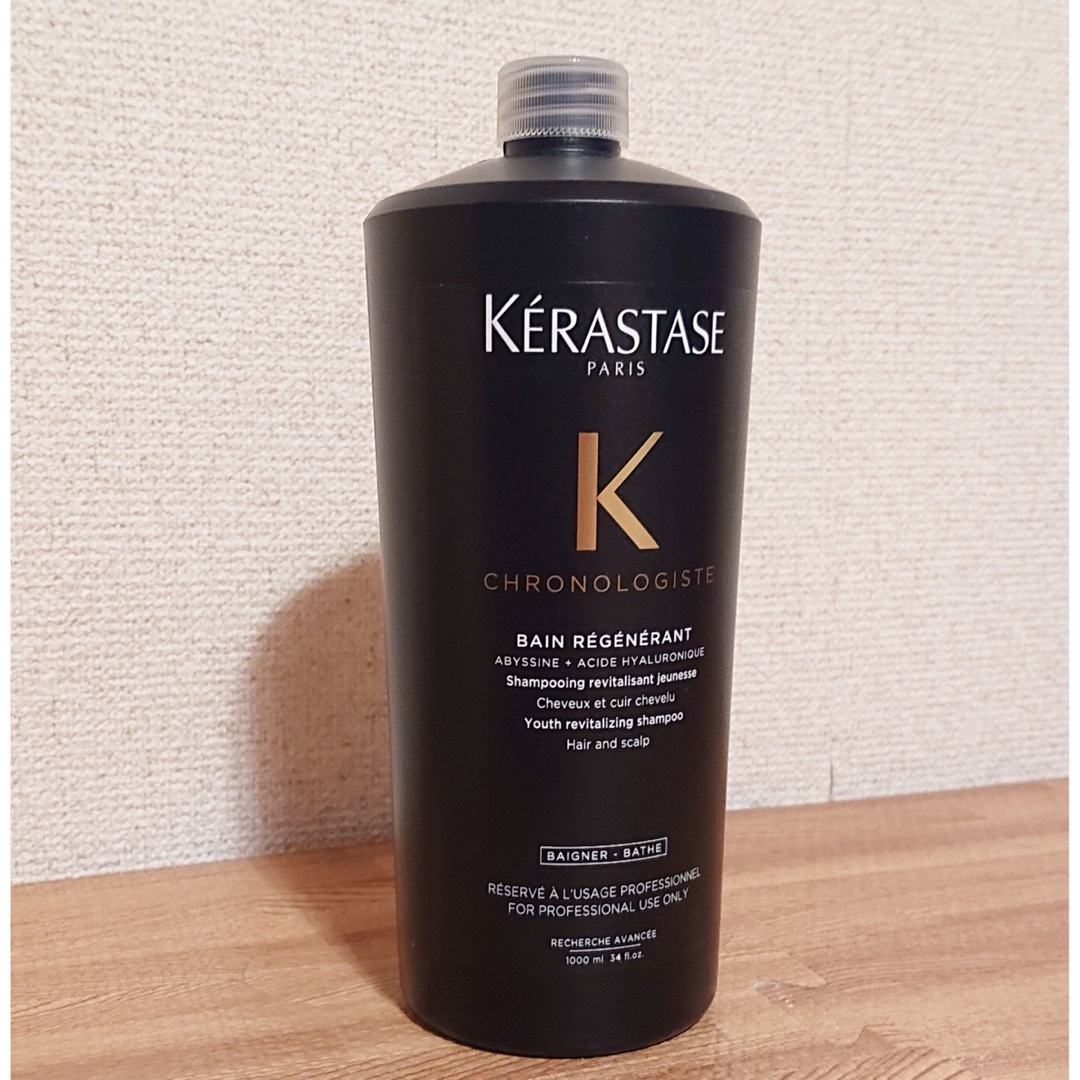 KÉRASTASE
PARIS
K
CHRONOLOGISTE
BAIN RÉGÉNÉRANT
ABYSSINE + ACIDE HYALURONIQUE
Shampooing revitalisant jeunesse
Cheveux et cuir chevelu
Youth revitalizing shampoo
Hair and scalp
BAIGNER - BATHE
RÉSERVÉ À L'USAGE PROFESSIONNEL
FOR PROFESSIONAL USE ONLY
RECHERCHE AVANCÉE
1000 ml 34 fl.oz.